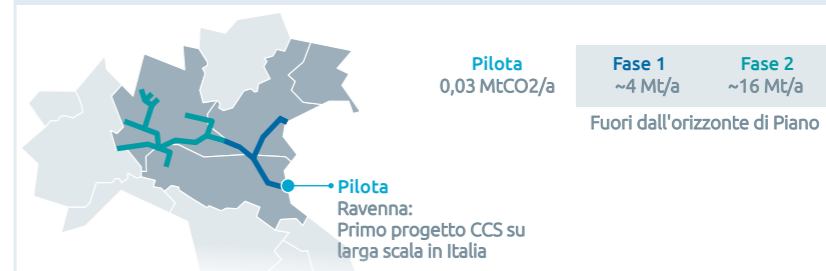 Pilota
0,03 MtCO2/a
Fase 1
~4 Mt/a
Fase 2
~16 Mt/a
Fuori dall'orizzonte di Piano
Pilota
Ravenna:
Primo progetto CCS su
larga scala in Italia